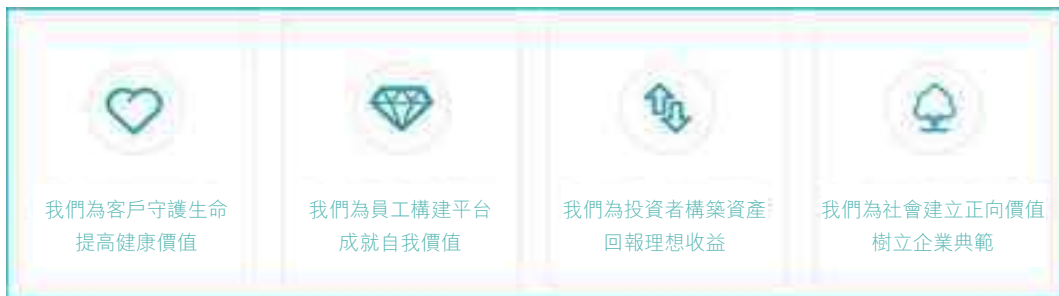 我們為客戶守護生命
提高健康價值
我們為員工構建平台
成就自我價值
我們為投資者構築資產
回報理想收益
我們為社會建立正向價值
樹立企業典範